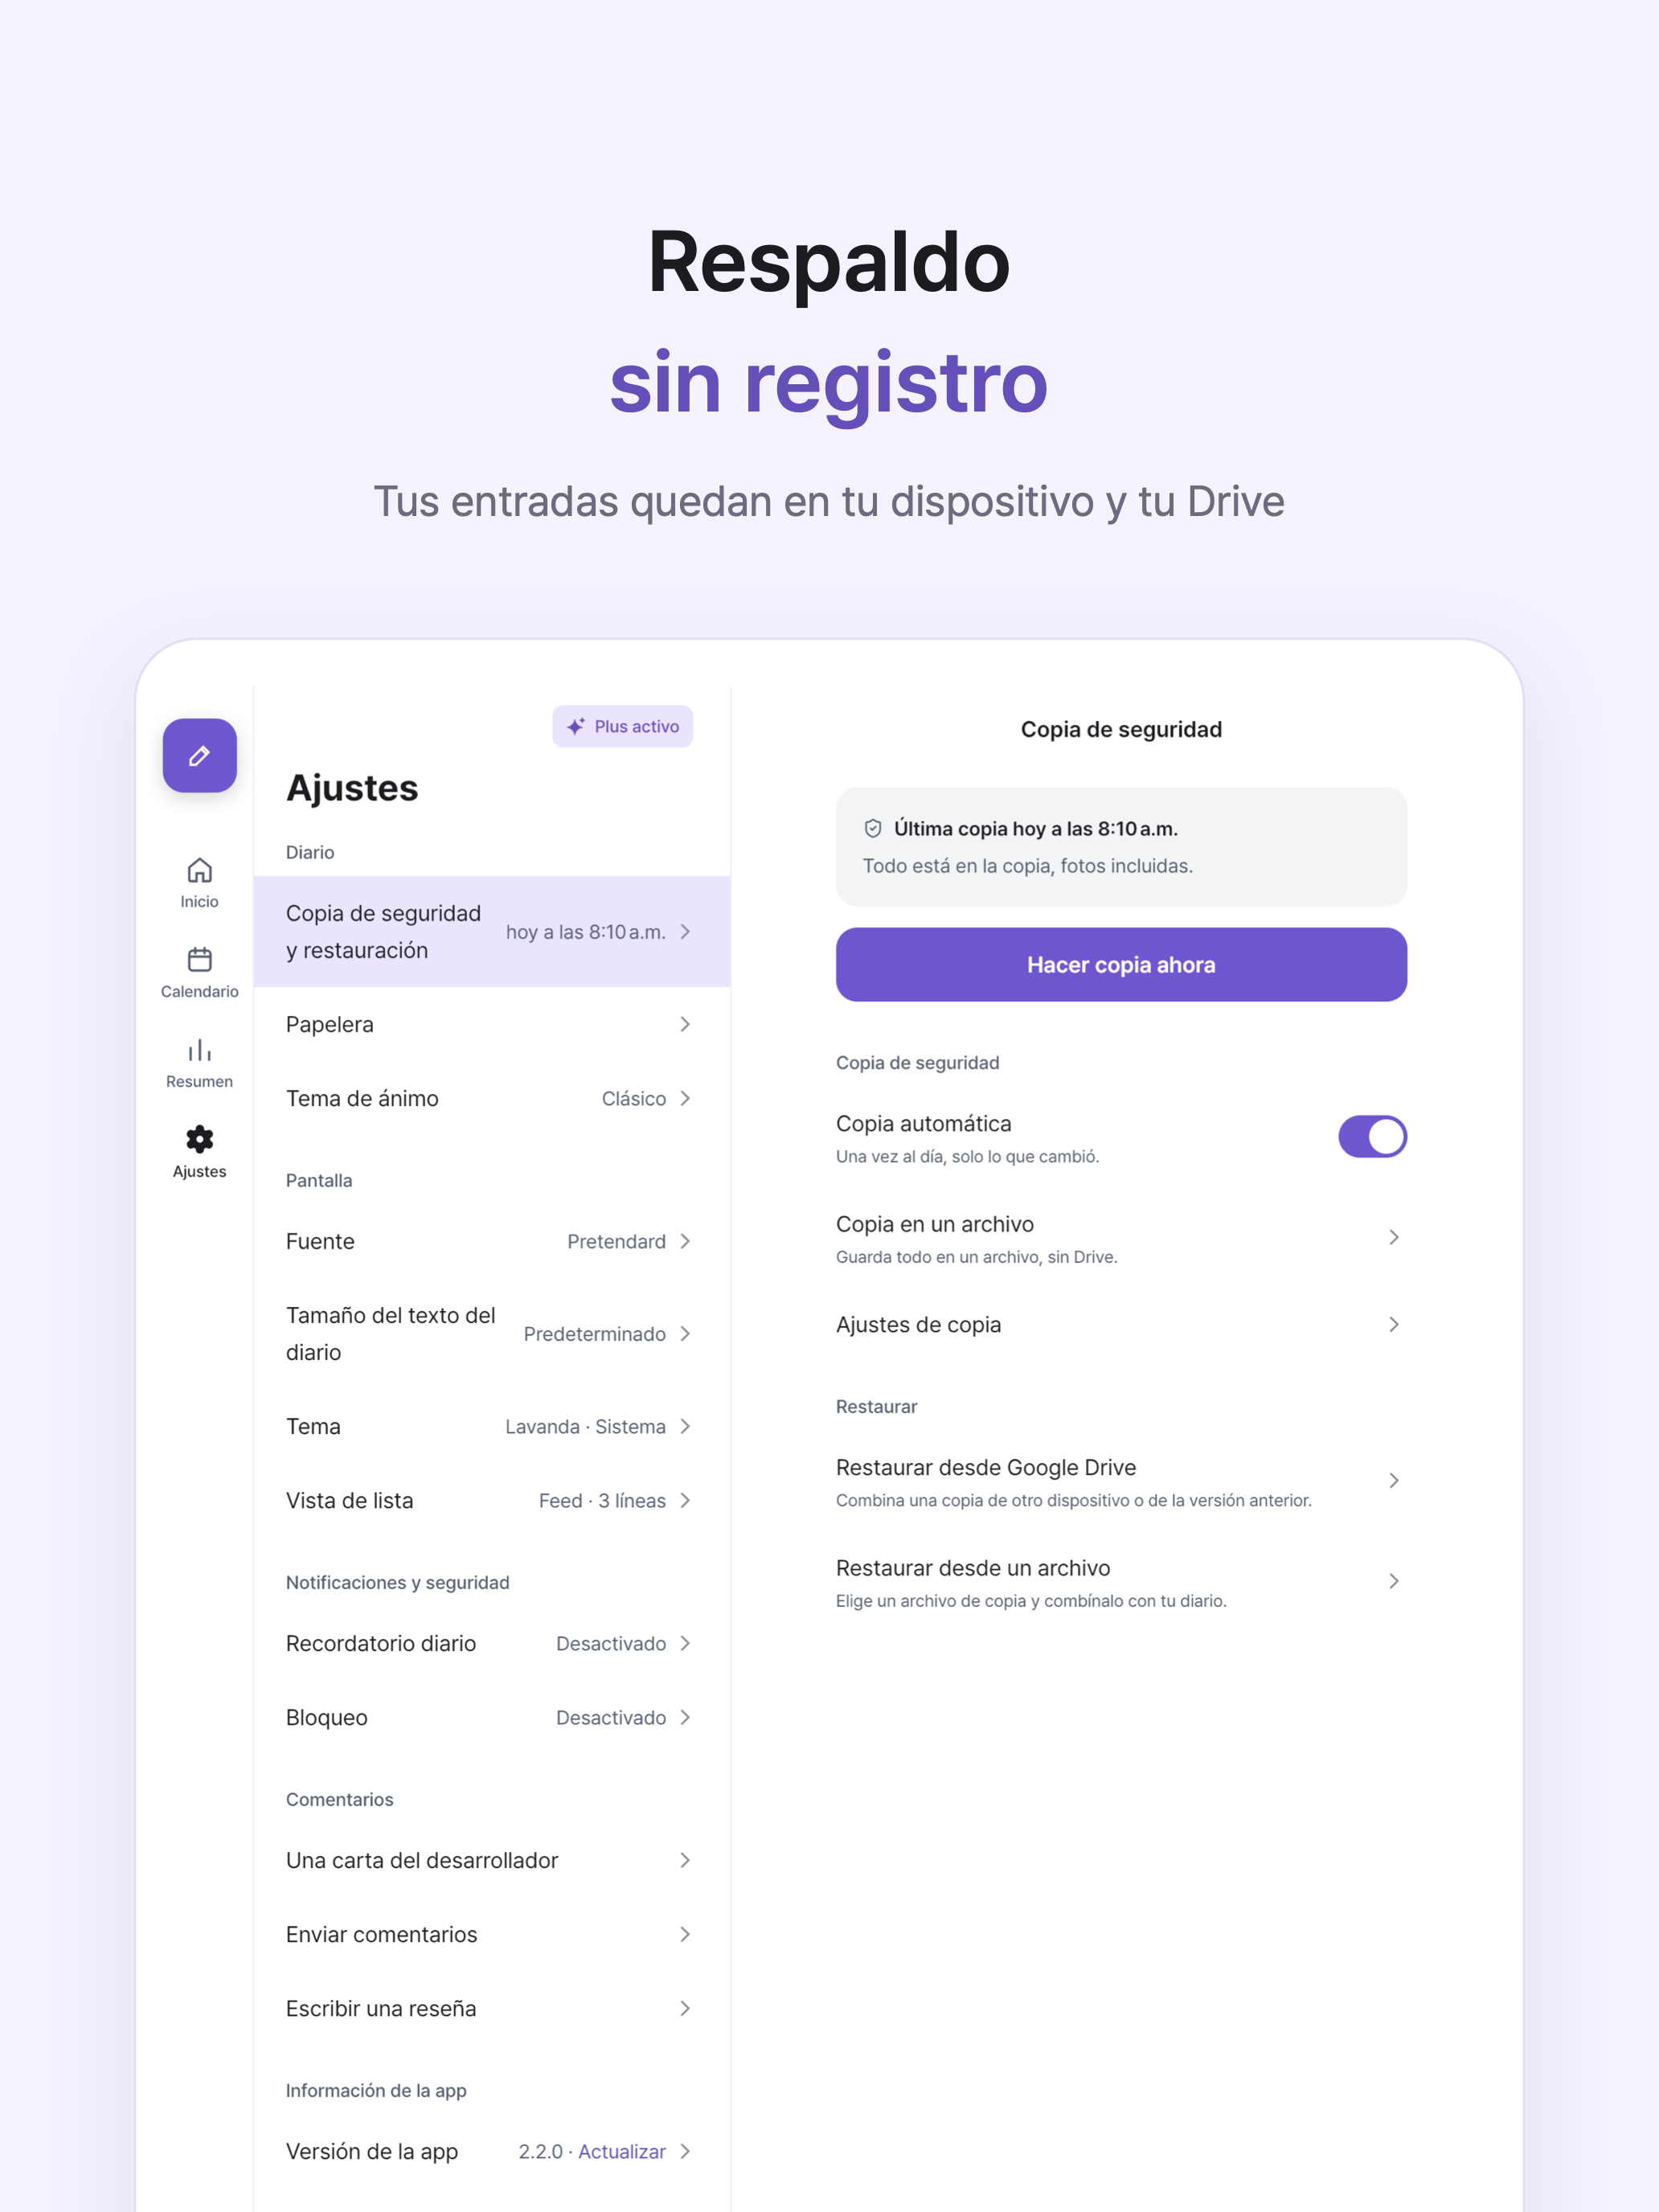 Respaldo
sin registro
Tus entradas quedan en tu dispositivo y tu Drive
Inicio
Calendario
Resumen
Ajustes
Plus activo
Ajustes
Diario
Copia de seguridad
y restauración
hoy a las 8:10 a.m.
Papelera
Tema de ánimo
Clásico
Pantalla
Fuente
Pretendard
Tamaño del texto del
diario
Predeterminado
Tema
Lavanda · Sistema
Vista de lista
Feed · 3 líneas
Notificaciones y seguridad
Recordatorio diario
Desactivado
Bloqueo
Desactivado
Comentarios
Una carta del desarrollador
Enviar comentarios
Escribir una reseña
Información de la app
Versión de la app
2.2.0 · Actualizar
Copia de seguridad
Última copia hoy a las 8:10 a.m.
Todo está en la copia, fotos incluidas.
Hacer copia ahora
Copia de seguridad
Copia automática
Una vez al día, solo lo que cambió.
Copia en un archivo
Guarda todo en un archivo, sin Drive.
Ajustes de copia
Restaurar
Restaurar desde Google Drive
Combina una copia de otro dispositivo o de la versión anterior.
Restaurar desde un archivo
Elige un archivo de copia y combínalo con tu diario.